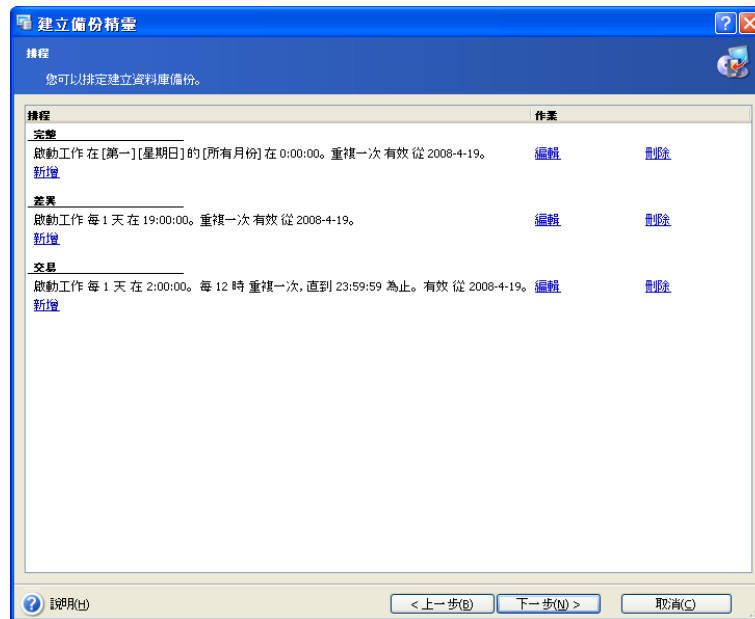 建立備份精靈
排程
您可以排定建立資料庫備份。
排程 作業
完整
啟動工作 在 [第一] [星期日] 的 [所有月份] 在 0:00:00。重複一次 有效 從 2008-4-19。 編輯 刪除
新增
差異
啟動工作 每 1 天 在 19:00:00。重複一次 有效 從 2008-4-19。 編輯 刪除
新增
交易
啟動工作 每 1 天 在 2:00:00。每 12 時 重複一次, 直到 23:59:59 為止。有效 從 2008-4-19。 編輯 刪除
新增
說明(H) < 上一步(B) 下一步(N) > 取消(C)